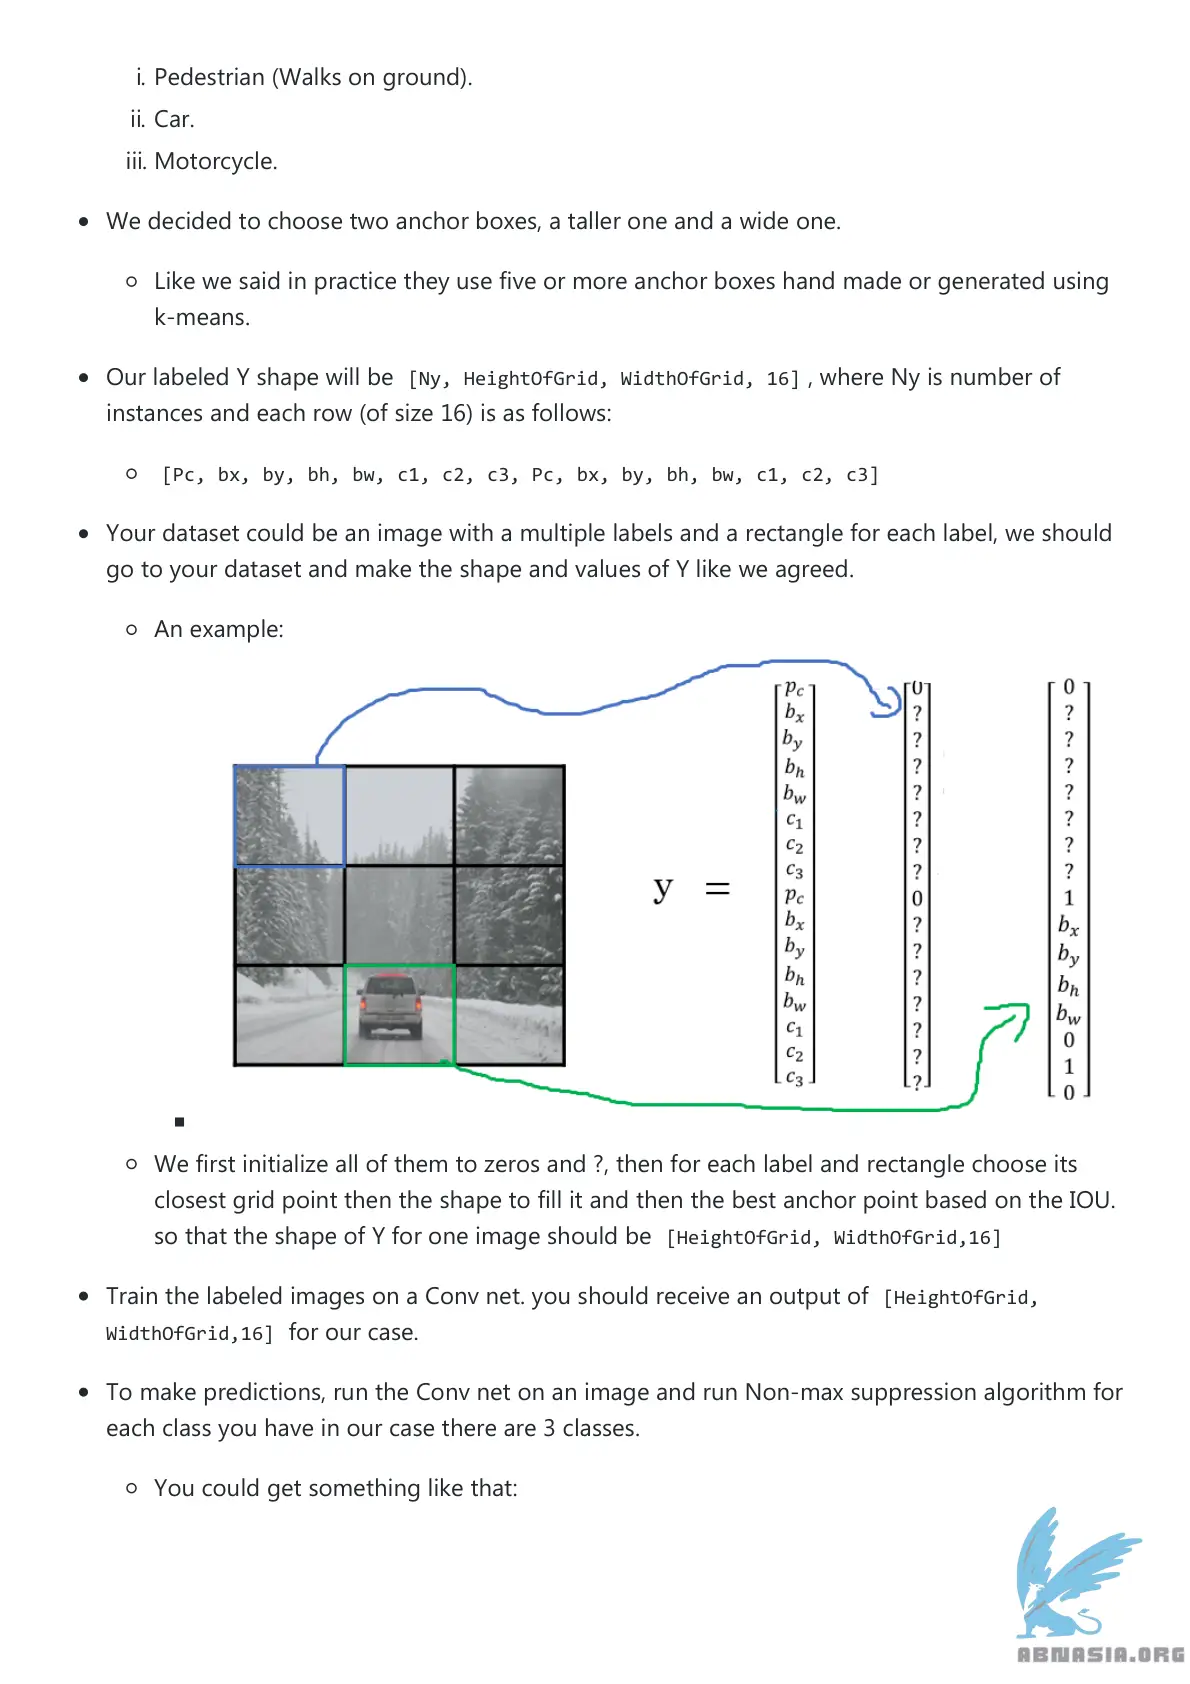 i. Pedestrian (Walks on ground).
ii. Car.
iii. Motorcycle.
• We decided to choose two anchor boxes, a taller one and a wide one.
○ Like we said in practice they use five or more anchor boxes hand made or generated using
k-means.
• Our labeled Y shape will be [Ny, HeightOfGrid, WidthOfGrid, 16] , where Ny is number of
instances and each row (of size 16) is as follows:
○ [Pc, bx, by, bh, bw, c1, c2, c3, Pc, bx, by, bh, bw, c1, c2, c3]
• Your dataset could be an image with a multiple labels and a rectangle for each label, we should
go to your dataset and make the shape and values of Y like we agreed.
○ An example:
y =
p_c 0 0
b_x ? ?
b_y ? ?
b_h ? ?
b_w ? ?
c_1 ? ?
c_2 ? ?
c_3 ? ?
p_c 0 1
b_x ? b_x
b_y ? b_y
b_h ? b_h
b_w ? b_w
c_1 ? 0
c_2 ? 1
c_3 ? 0
○ We first initialize all of them to zeros and ?, then for each label and rectangle choose its
closest grid point then the shape to fill it and then the best anchor point based on the IOU.
so that the shape of Y for one image should be [HeightOfGrid, WidthOfGrid,16]
• Train the labeled images on a Conv net. you should receive an output of [HeightOfGrid,
WidthOfGrid,16] for our case.
• To make predictions, run the Conv net on an image and run Non-max suppression algorithm for
each class you have in our case there are 3 classes.
○ You could get something like that:
ABNASIA.ORG